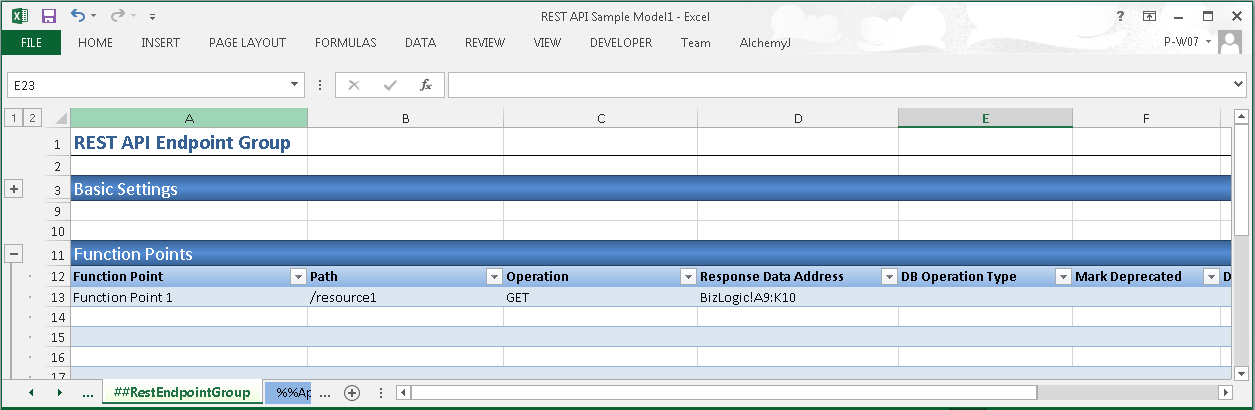 REST API Sample Model1 - Excel
?
FILE HOME INSERT PAGE LAYOUT FORMULAS DATA REVIEW VIEW DEVELOPER Team AlchemyJ P-W07
E23 fx
1 2 A B C D E F
1 REST API Endpoint Group
2
3 Basic Settings
9
10
11 Function Points
12 Function Point Path Operation Response Data Address DB Operation Type Mark Deprecated D
13 Function Point 1 /resource1 GET BizLogic!A9:K10
14
15
16
17
... ##RestEndpointGroup %%Ap ...